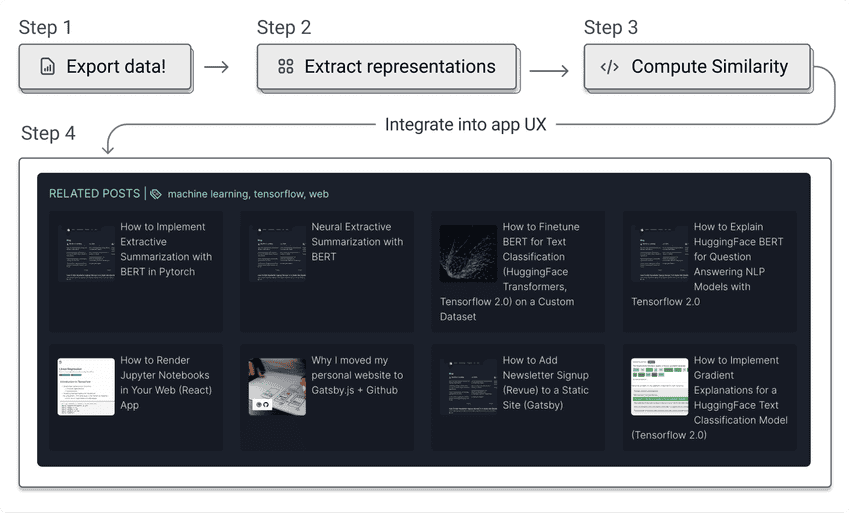 Step 1
Step 2
Step 3
Export data!
Extract representations
Compute Similarity
Integrate into app UX
Step 4
RELATED POSTS | machine learning, tensorflow, web
How to Implement
Extractive
Summarization with
BERT in Pytorch
Neural Extractive
Summarization with
BERT
How to Finetune
BERT for Text
Classification
(HuggingFace
Transformers,
Tensorflow 2.0) on a Custom
Dataset
How to Explain
HuggingFace BERT
for Question
Answering NLP
Models with
Tensorflow 2.0
How to Render
Jupyter Notebooks
in Your Web (React)
App
Why I moved my
personal website to
Gatsby.js + Github
How to Add
Newsletter Signup
(Revue) to a Static
Site (Gatsby)
How to Implement
Gradient
Explanations for a
HuggingFace Text
Classification Model
(Tensorflow 2.0)